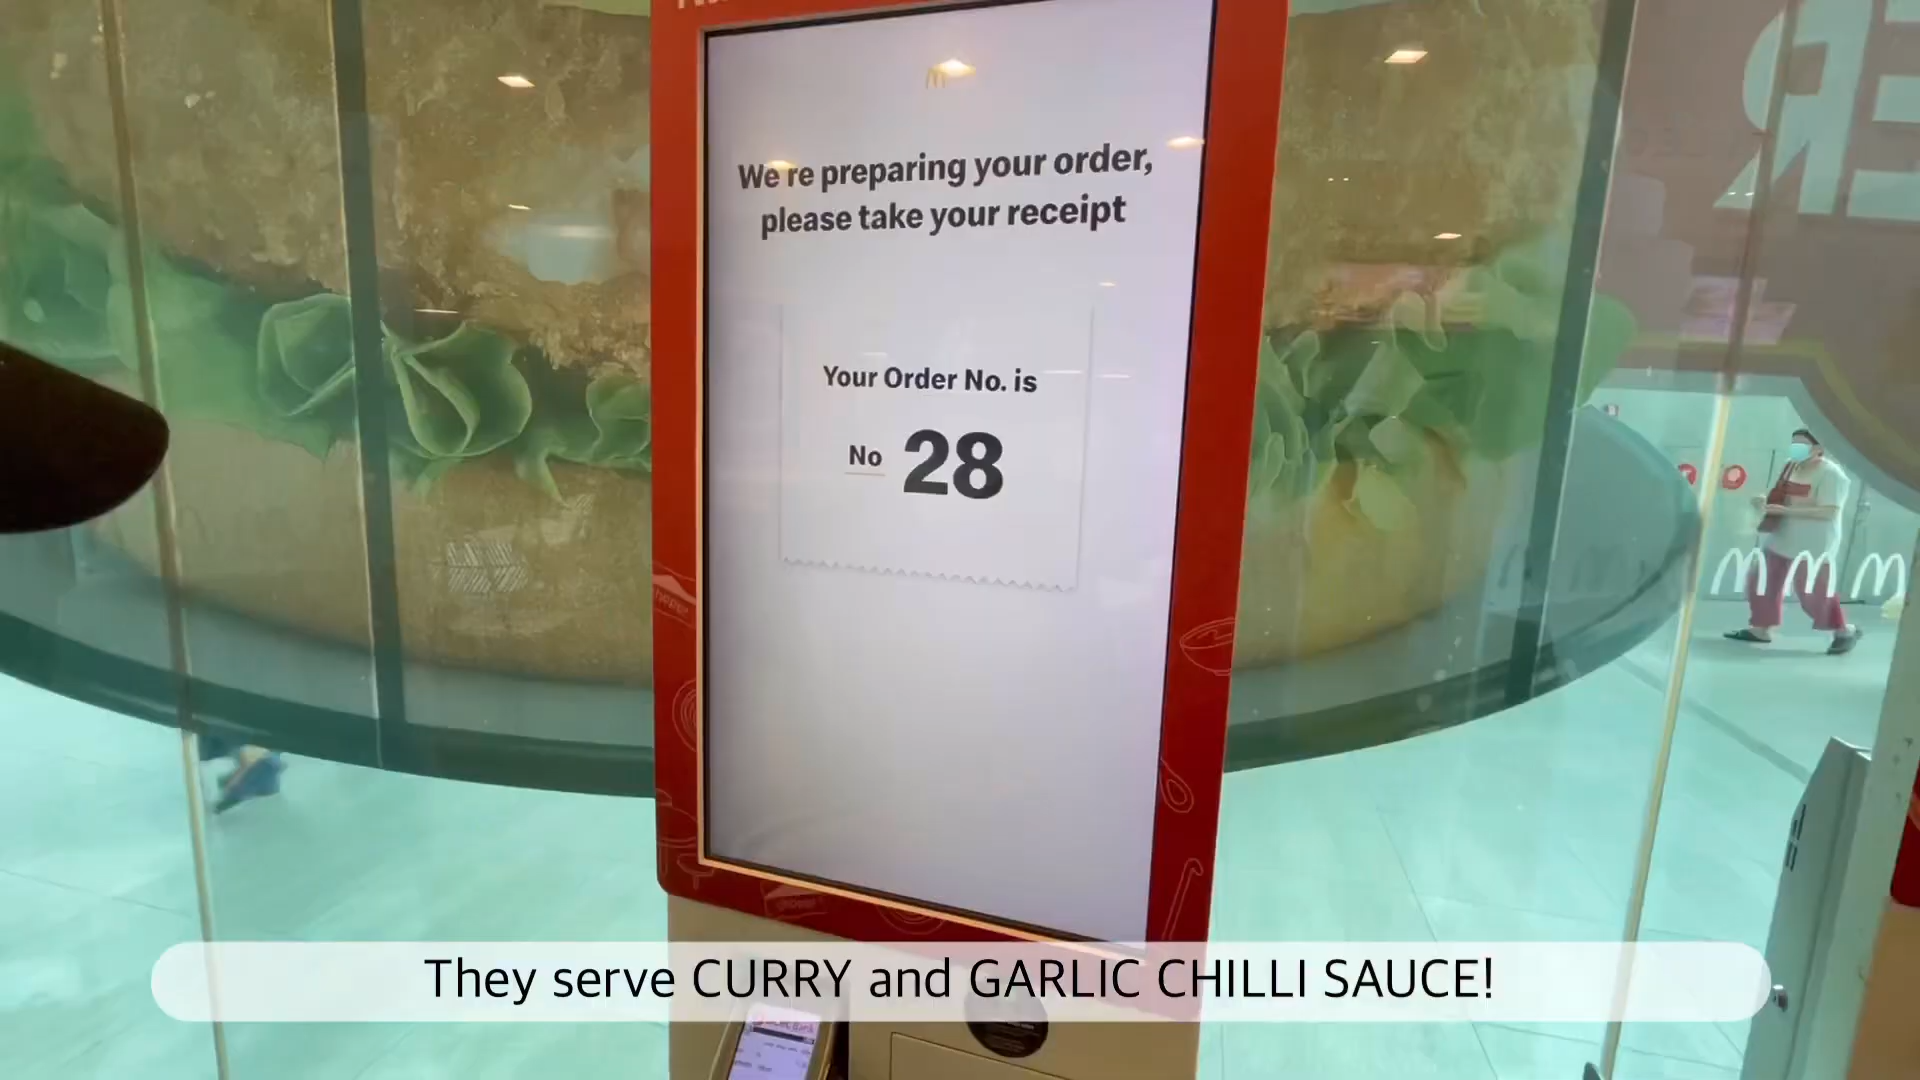 We're preparing your order,
please take your receipt
Your Order No. is
No 28
They serve CURRY and GARLIC CHILLI SAUCE!